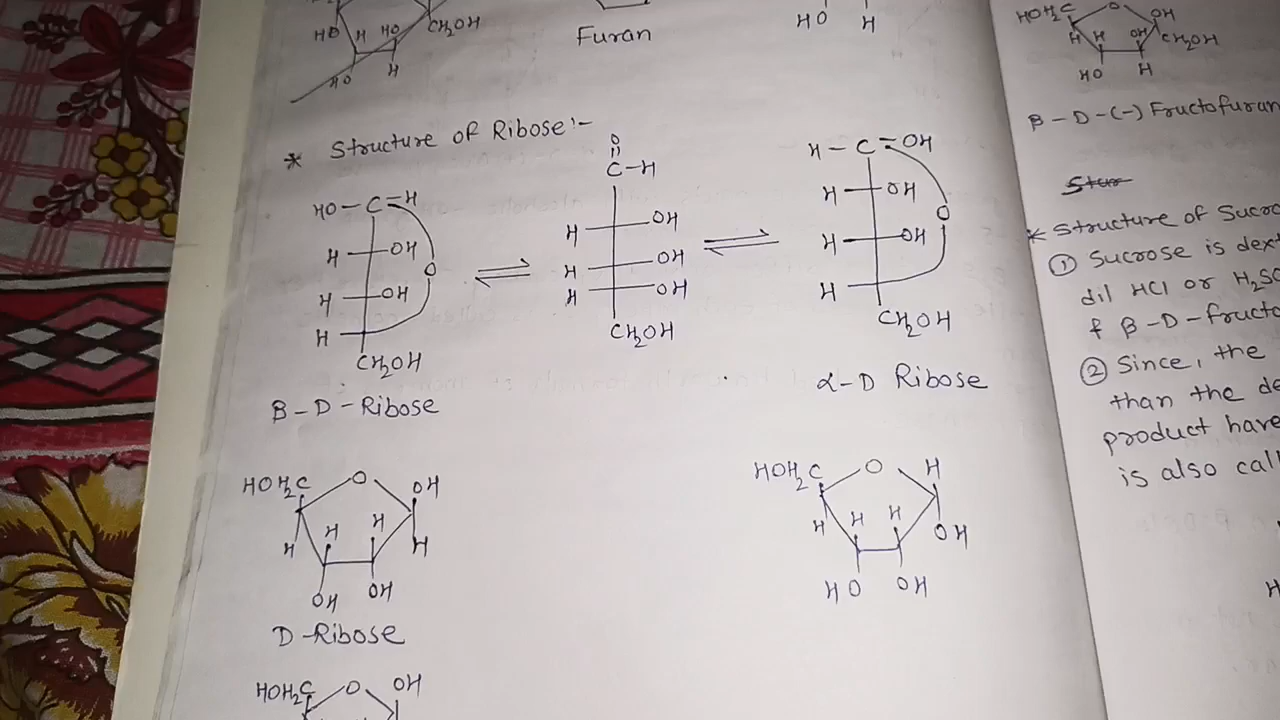 HO H HO CH2OH
HO H
Furan
HO H
* Structure of Ribose :-
HO-C=H
H OH
H OH
O
H
CH2OH
B-D-Ribose
O
C-H
H OH
H OH
H OH
CH2OH
H-C=OH
H OH
H OH
O
H
CH2OH
α-D Ribose
HOH2C O OH
H H H H
OH OH
D-Ribose
HOH2C O H
H H H OH
HO OH
HOH2C O OH
HOH2C O OH
H H OH CH2OH
HO H
β-D-(-) Fructofuran
* Structure of Sucro
① Sucrose is dext
dil HCl or H2SO
f β-D-fructo
② Since, the
than the de
product have
is also call
H